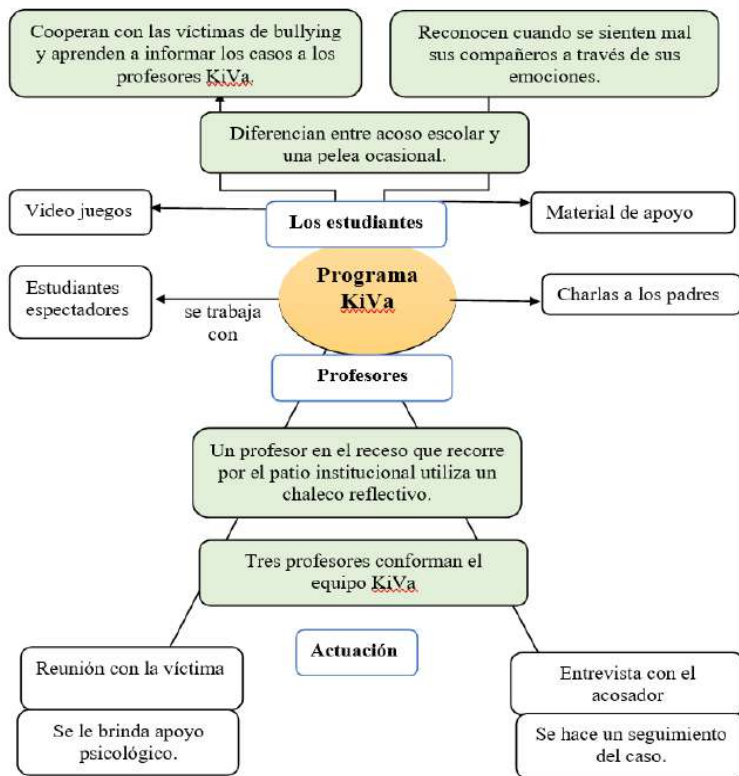 Cooperan con las víctimas de bullying
y aprenden a informar los casos a los
profesores KiVa.
Reconocen cuando se sienten mal
sus compañeros a través de sus
emociones.
Diferencian entre acoso escolar y
una pelea ocasional.
Video juegos
Los estudiantes
Material de apoyo
Estudiantes
espectadores
se trabaja
con
Programa
KiVa
Charlas a los padres
Profesores
Un profesor en el receso que recorre
por el patio institucional utiliza un
chaleco reflectivo.
Tres profesores conforman el
equipo KiVa
Actuación
Reunión con la víctima
Se le brinda apoyo
psicológico.
Entrevista con el
acosador
Se hace un seguimiento
del caso.